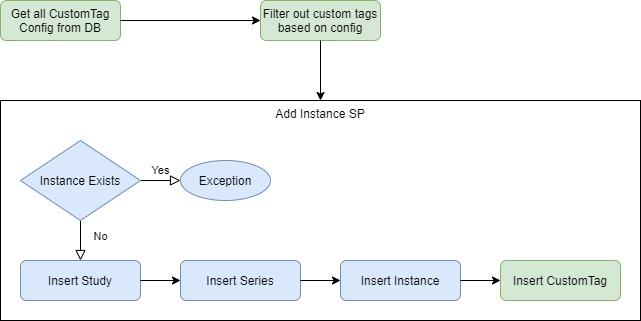 Get all CustomTag
Config from DB
Filter out custom tags
based on config
Add Instance SP
Instance Exists
Yes
Exception
No
Insert Study
Insert Series
Insert Instance
Insert CustomTag